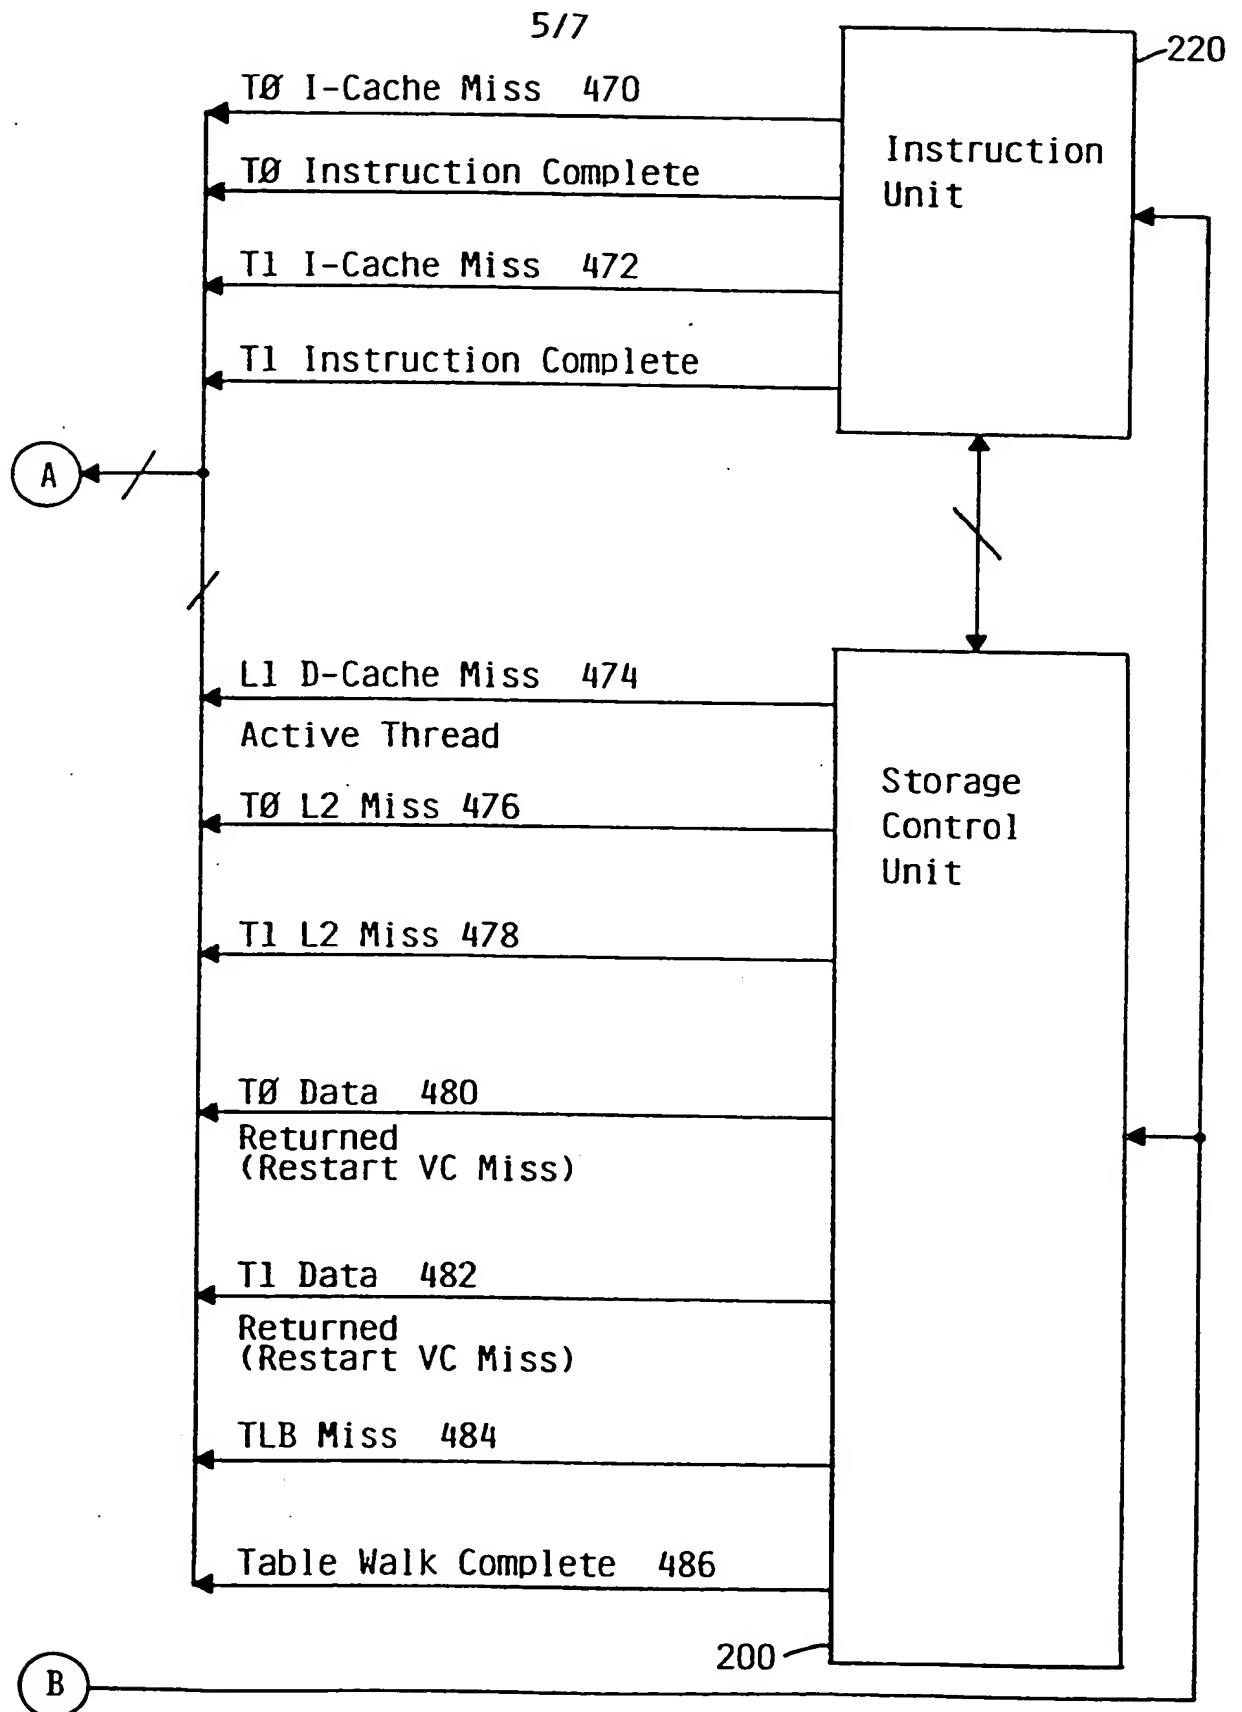 5/7
220
TØ I-Cache Miss 470
Instruction
Unit
TØ Instruction Complete
T1 I-Cache Miss 472
T1 Instruction Complete
A
L1 D-Cache Miss 474
Active Thread
Storage
Control
Unit
TØ L2 Miss 476
T1 L2 Miss 478
TØ Data 480
Returned
(Restart VC Miss)
T1 Data 482
Returned
(Restart VC Miss)
TLB Miss 484
Table Walk Complete 486
200
B